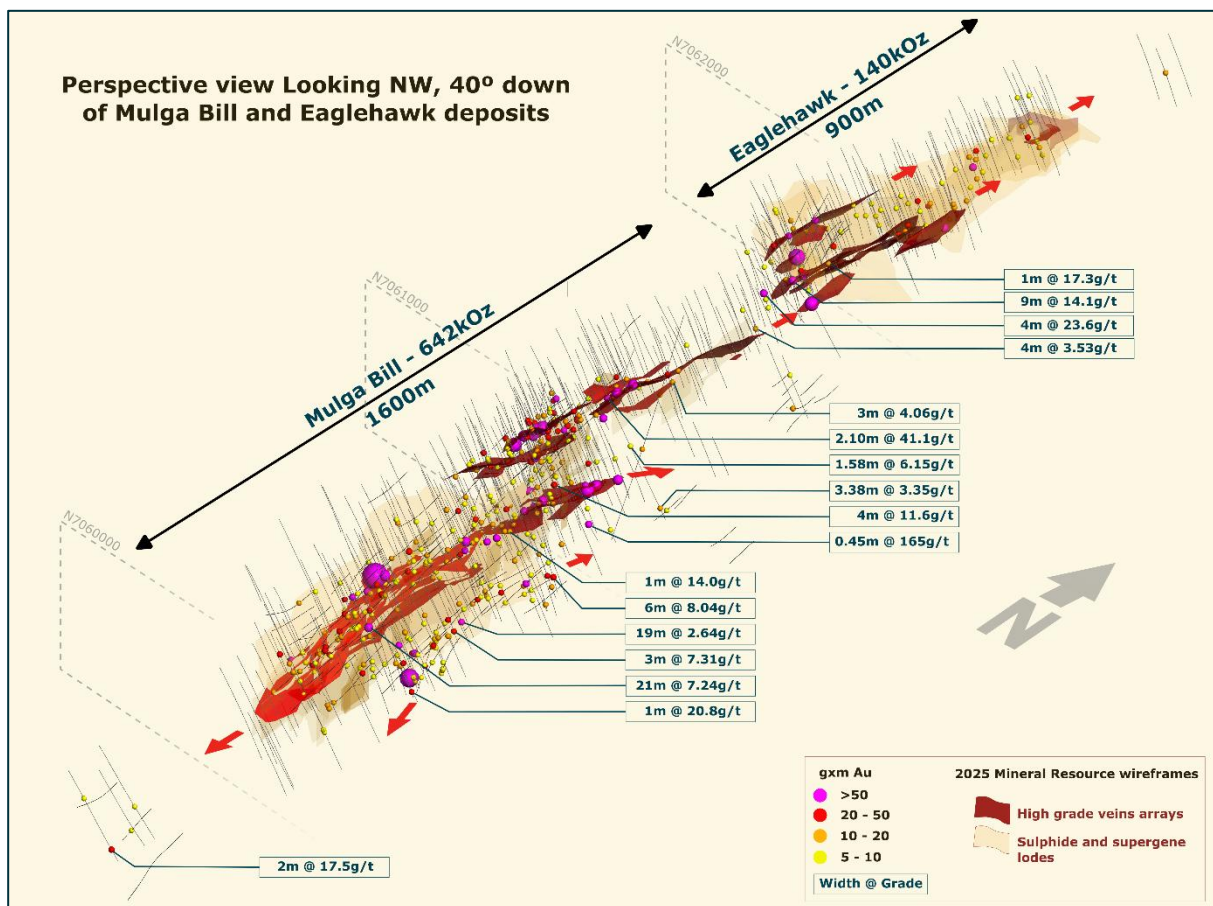 Perspective view Looking NW, 40º down
of Mulga Bill and Eaglehawk deposits
N7062000
Eaglehawk - 140kOz
900m
N7061000
Mulga Bill - 642kOz
1600m
N7060000
1m @ 17.3g/t
9m @ 14.1g/t
4m @ 23.6g/t
4m @ 3.53g/t
3m @ 4.06g/t
2.10m @ 41.1g/t
1.58m @ 6.15g/t
3.38m @ 3.35g/t
4m @ 11.6g/t
0.45m @ 165g/t
1m @ 14.0g/t
6m @ 8.04g/t
19m @ 2.64g/t
3m @ 7.31g/t
21m @ 7.24g/t
1m @ 20.8g/t
2m @ 17.5g/t
N
gxm Au
>50
20 - 50
10 - 20
5 - 10
Width @ Grade
2025 Mineral Resource wireframes
High grade veins arrays
Sulphide and supergene
lodes